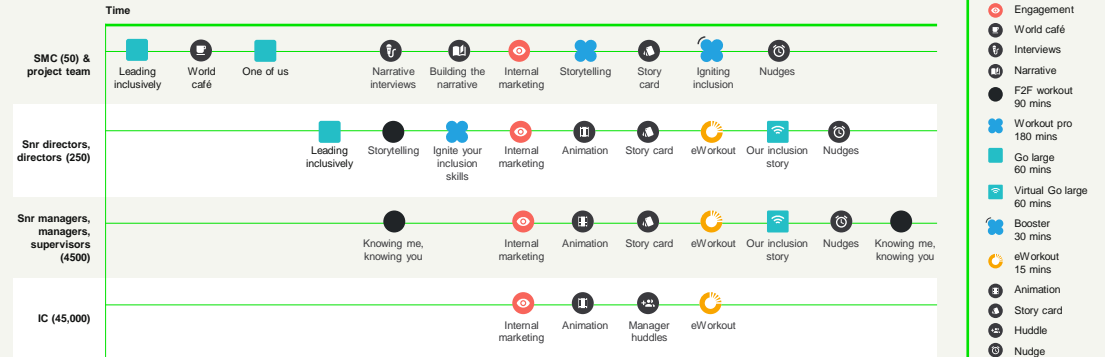 Time
SMC (50) &
project team
Leading
inclusively
World
café
One of us
Narrative
interviews
Building the
narrative
Internal
marketing
Storytelling
Story
card
Igniting
inclusion
Nudges
Snr directors,
directors (250)
Leading
inclusively
Storytelling
Ignite your
inclusion
skills
Internal
marketing
Animation
Story card
eWorkout
Our inclusion
story
Nudges
Snr managers,
managers,
supervisors
(4500)
Knowing me,
knowing you
Internal
marketing
Animation
Story card
eWorkout
Our inclusion
story
Nudges
Knowing me,
knowing you
IC (45,000)
Internal
marketing
Animation
Manager
huddles
eWorkout
Engagement
World café
Interviews
Narrative
F2F workout
90 mins
Workout pro
180 mins
Go large
60 mins
Virtual Go large
60 mins
Booster
30 mins
eWorkout
15 mins
Animation
Story card
Huddle
Nudge